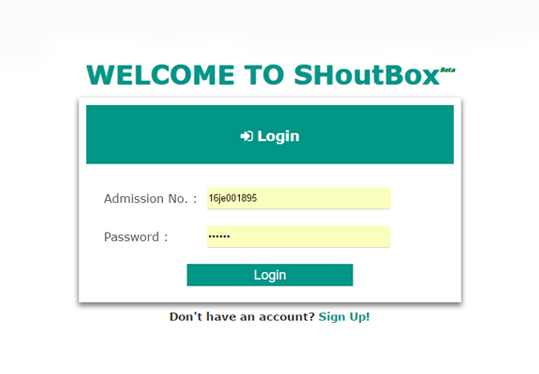 WELCOME TO SHoutBox Beta
Login
Admission No. : 16je001895
Password : ••••••
Login
Don't have an account? Sign Up!